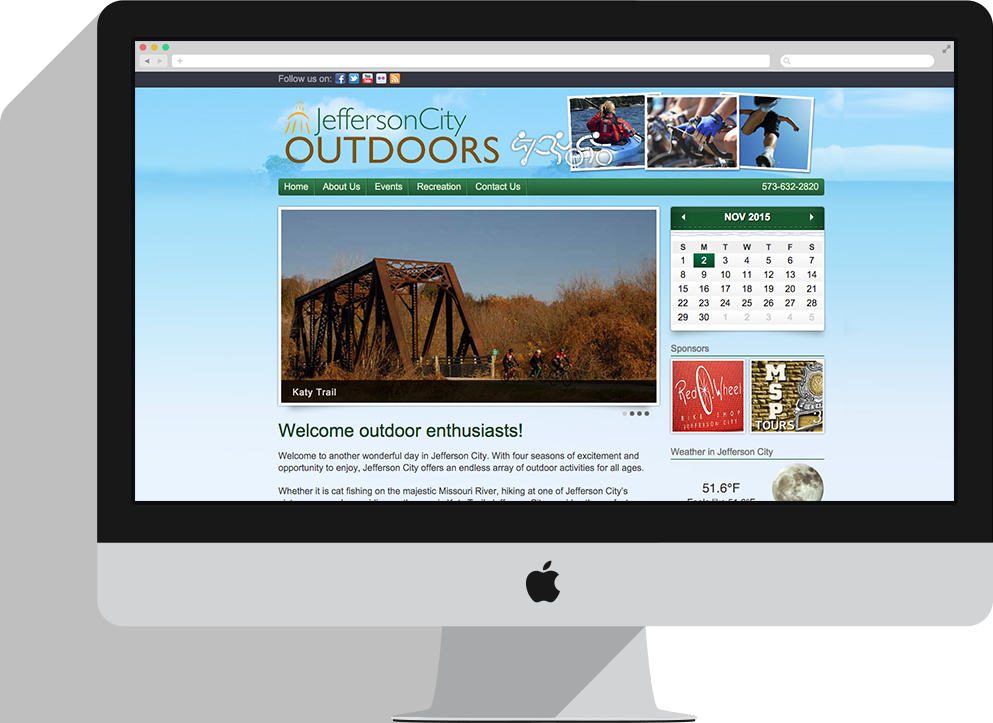 Follow us on:
JeffersonCity
OUTDOORS
Home About Us Events Recreation Contact Us 573-632-2820
NOV 2015
S M T W T F S
1 2 3 4 5 6 7
8 9 10 11 12 13 14
15 16 17 18 19 20 21
22 23 24 25 26 27 28
29 30 1 2 3 4 5
Katy Trail
Sponsors
Red Wheel
BIKE SHOP
JEFFERSON CITY
MSP
TOURS
Welcome outdoor enthusiasts!
Welcome to another wonderful day in Jefferson City. With four seasons of excitement and
opportunity to enjoy, Jefferson City offers an endless array of outdoor activities for all ages.
Whether it is cat fishing on the majestic Missouri River, hiking at one of Jefferson City's
Weather in Jefferson City
51.6°F